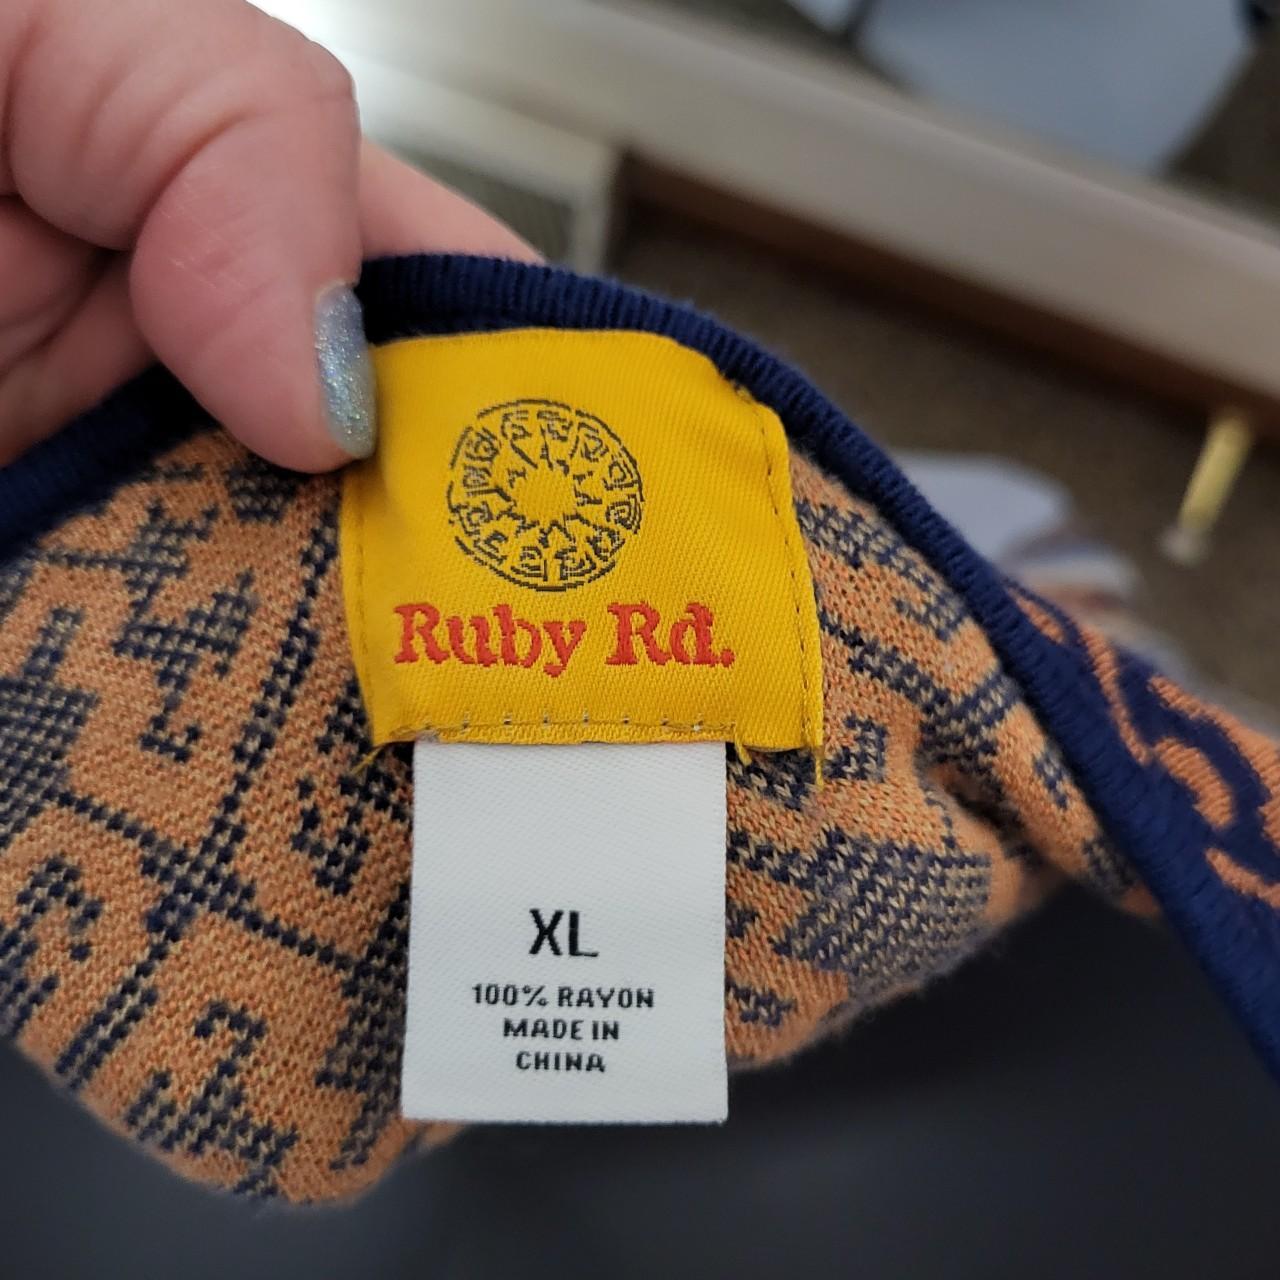 Ruby Rd.
XL
100% RAYON
MADE IN
CHINA